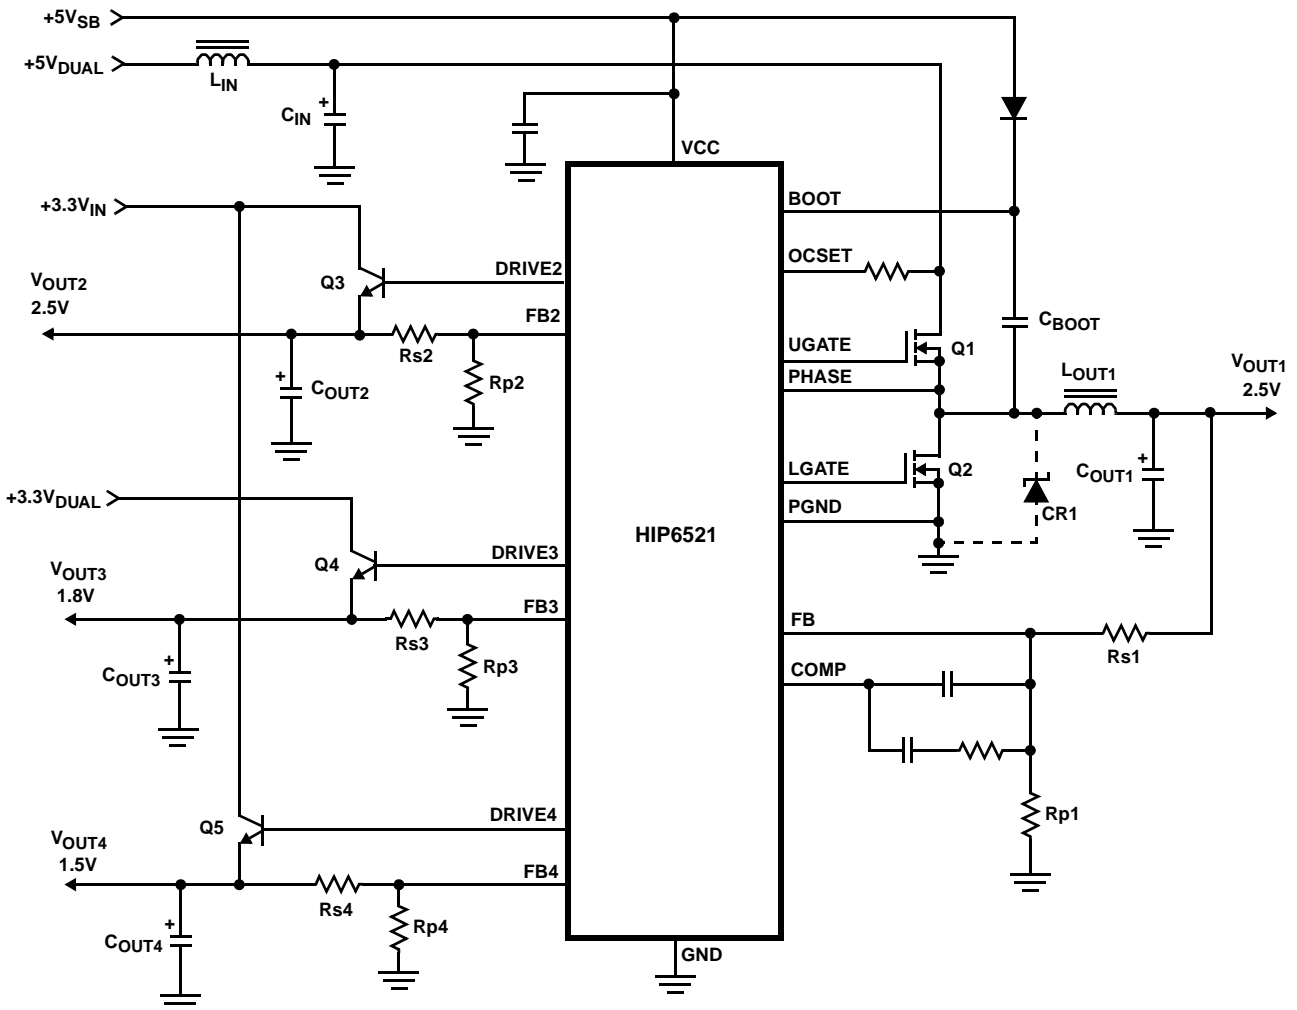 +5VSB
+5VDUAL
LIN
CIN
+
VCC
+3.3VIN
BOOT
OCSET
DRIVE2
Q3
VOUT2
2.5V
FB2
Rs2
Rp2
+
COUT2
CBOOT
UGATE
Q1
PHASE
LOUT1
VOUT1
2.5V
LGATE
Q2
+
COUT1
PGND
CR1
+3.3VDUAL
HIP6521
DRIVE3
Q4
VOUT3
1.8V
FB3
Rs3
Rp3
+
COUT3
FB
Rs1
COMP
Rp1
DRIVE4
Q5
VOUT4
1.5V
FB4
Rs4
Rp4
+
COUT4
GND